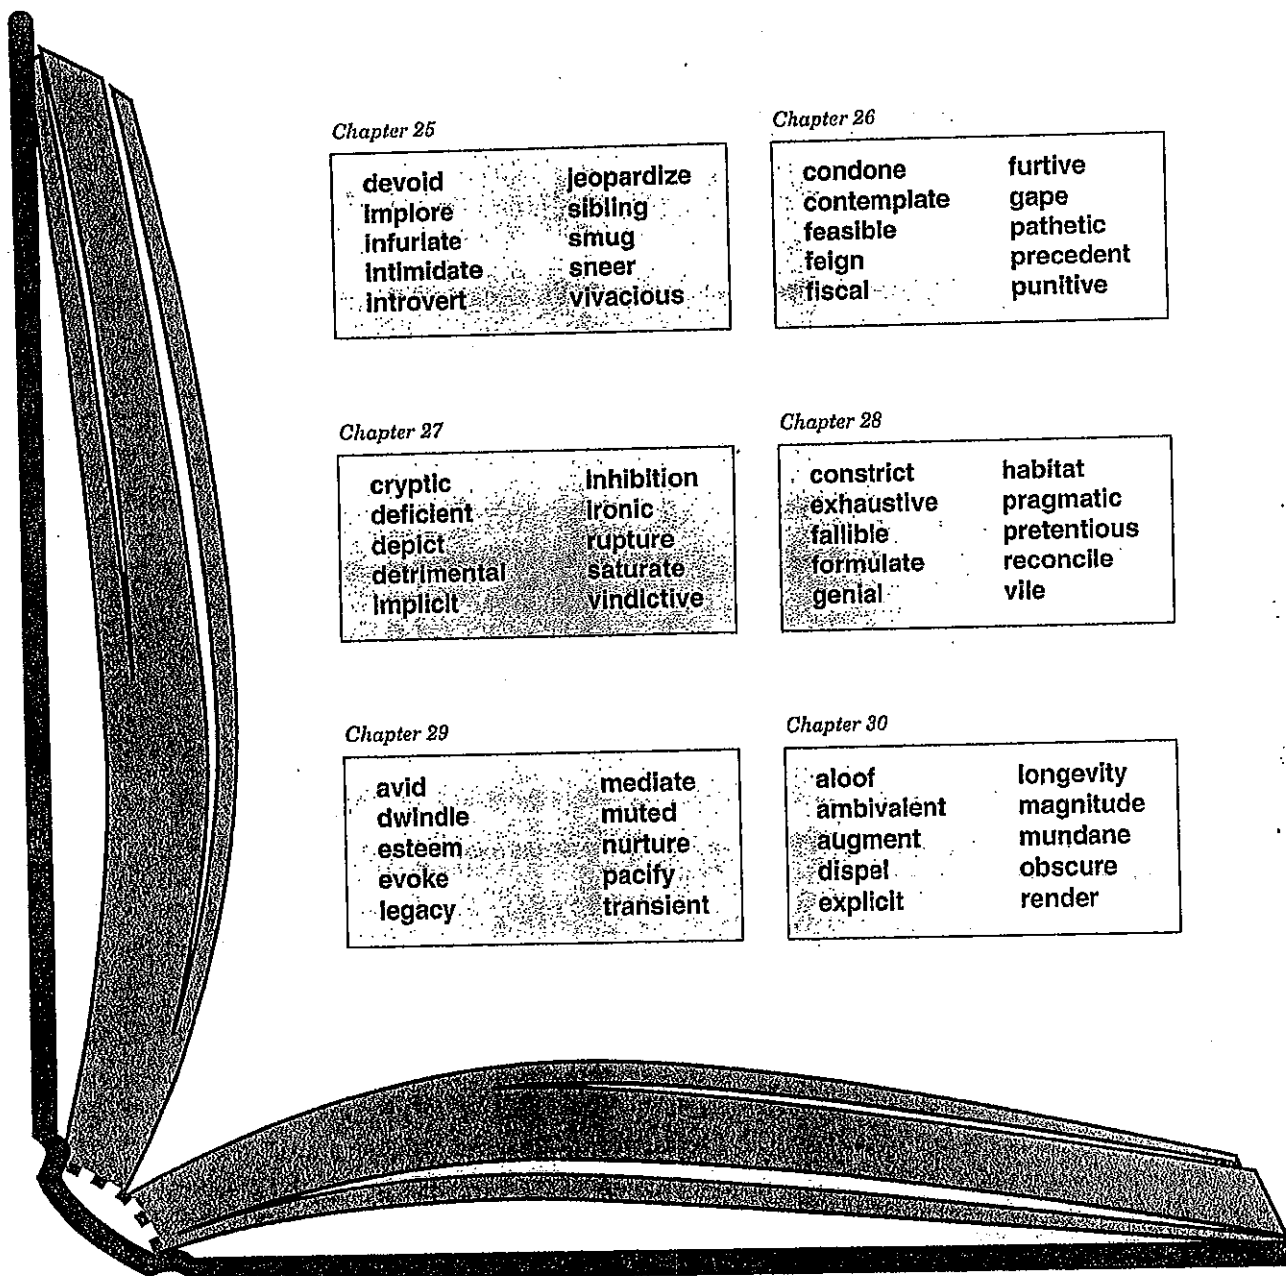 Chapter 25
devoid jeopardize
implore sibling
infuriate smug
intimidate sneer
introvert vivacious
Chapter 26
condone furtive
contemplate gape
feasible pathetic
feign precedent
fiscal punitive
Chapter 27
cryptic inhibition
deficient ironic
depict rupture
detrimental saturate
implicit vindictive
Chapter 28
constrict habitat
exhaustive pragmatic
fallible pretentious
formulate reconcile
genial vile
Chapter 29
avid mediate
dwindle muted
esteem nurture
evoke pacify
legacy transient
Chapter 30
aloof longevity
ambivalent magnitude
augment mundane
dispel obscure
explicit render